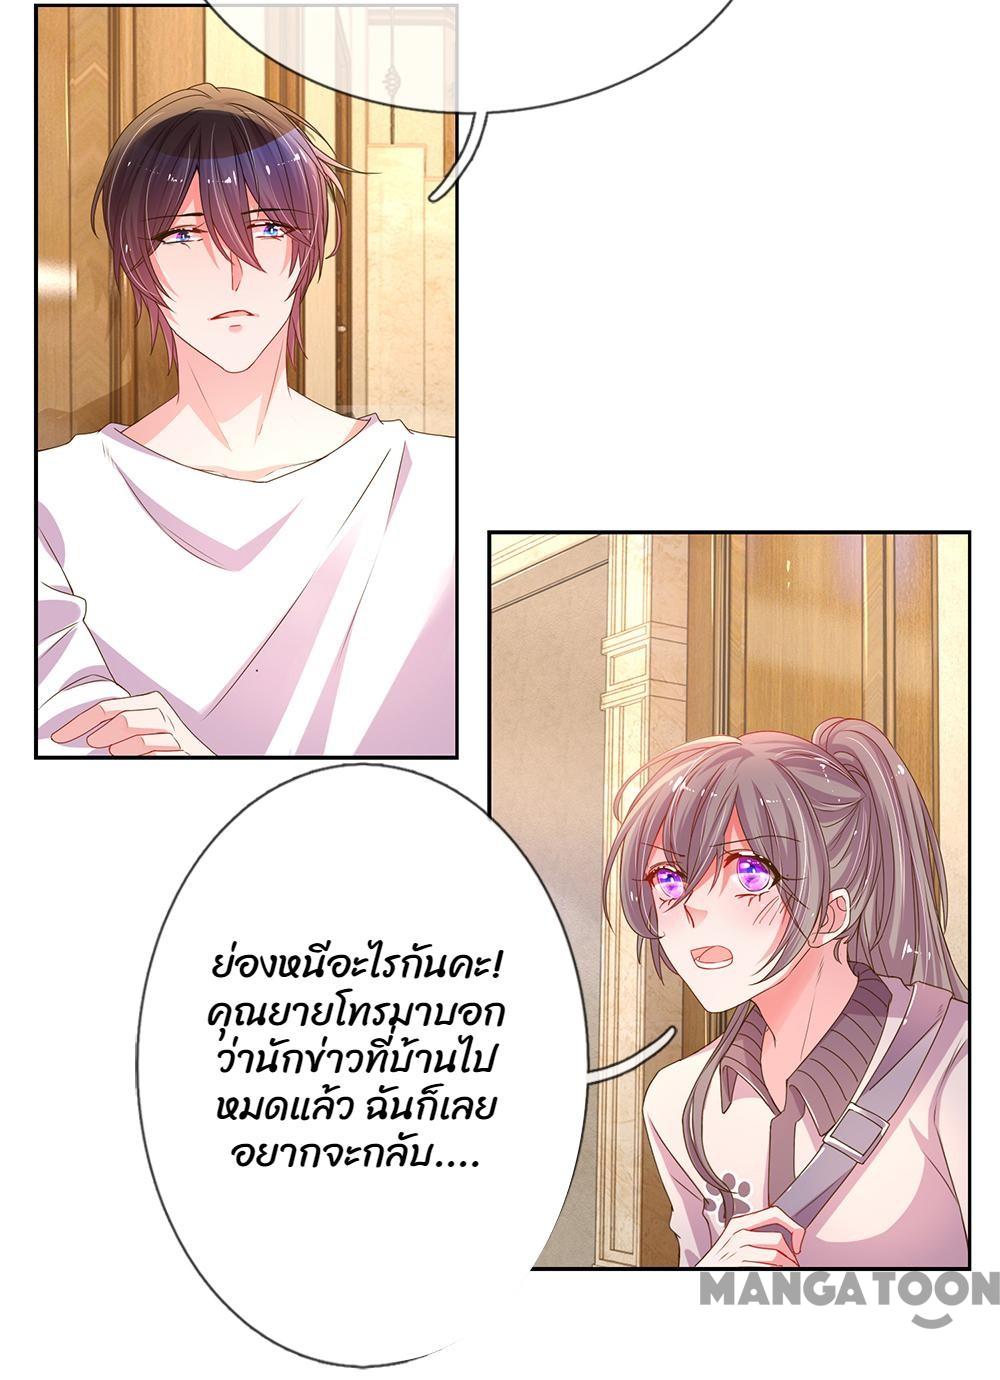 ย่องหนีอะไรกันคะ!
คุณยายโทรมาบอก
ว่านักข่าวที่บ้านไป
หมดแล้ว ฉันก็เลย
อยากจะกลับ....
MANGATOON